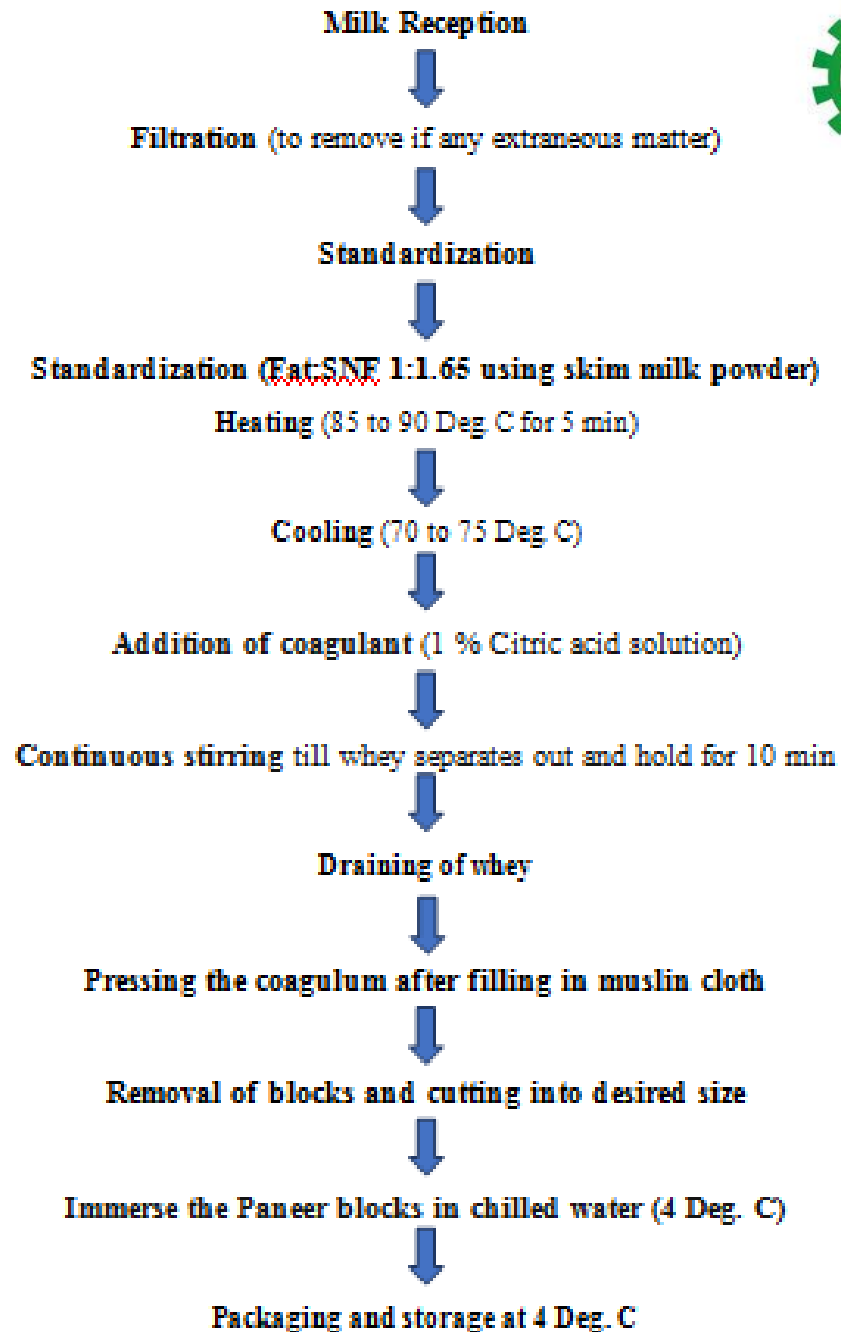 Milk Reception
Filtration (to remove if any extraneous matter)
Standardization
Standardization (Fat:SNF 1:1.65 using skim milk powder)
Heating (85 to 90 Deg. C for 5 min)
Cooling (70 to 75 Deg. C)
Addition of coagulant (1 % Citric acid solution)
Continuous stirring till whey separates out and hold for 10 min
Draining of whey
Pressing the coagulum after filling in muslin cloth
Removal of blocks and cutting into desired size
Immerse the Paneer blocks in chilled water (4 Deg. C)
Packaging and storage at 4 Deg. C